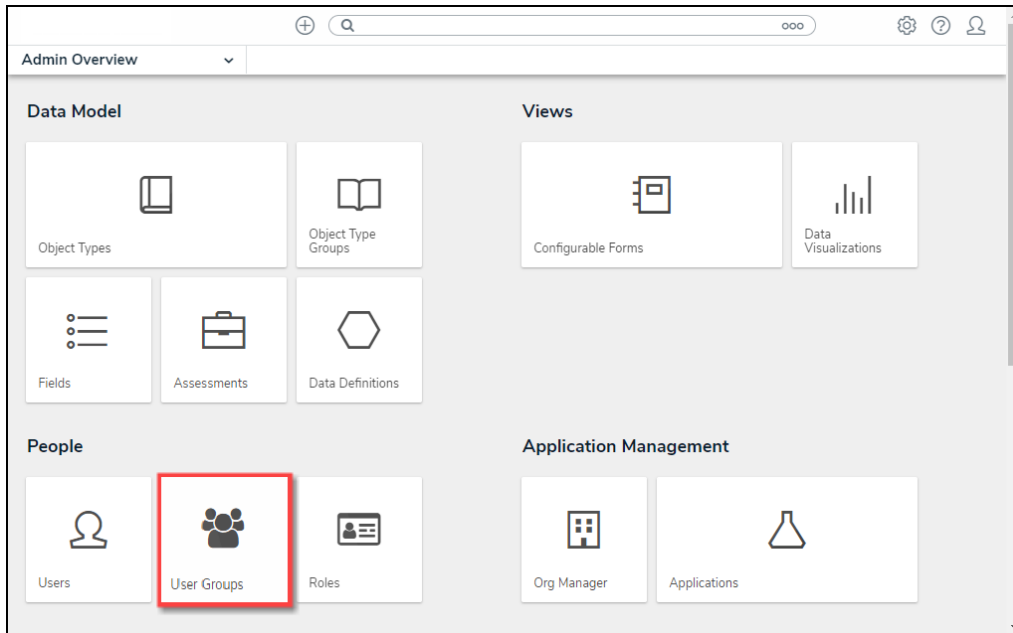 Admin Overview
Data Model
Views
Object Types
Object Type
Groups
Configurable Forms
Data
Visualizations
Fields
Assessments
Data Definitions
People
Application Management
Users
User Groups
Roles
Org Manager
Applications